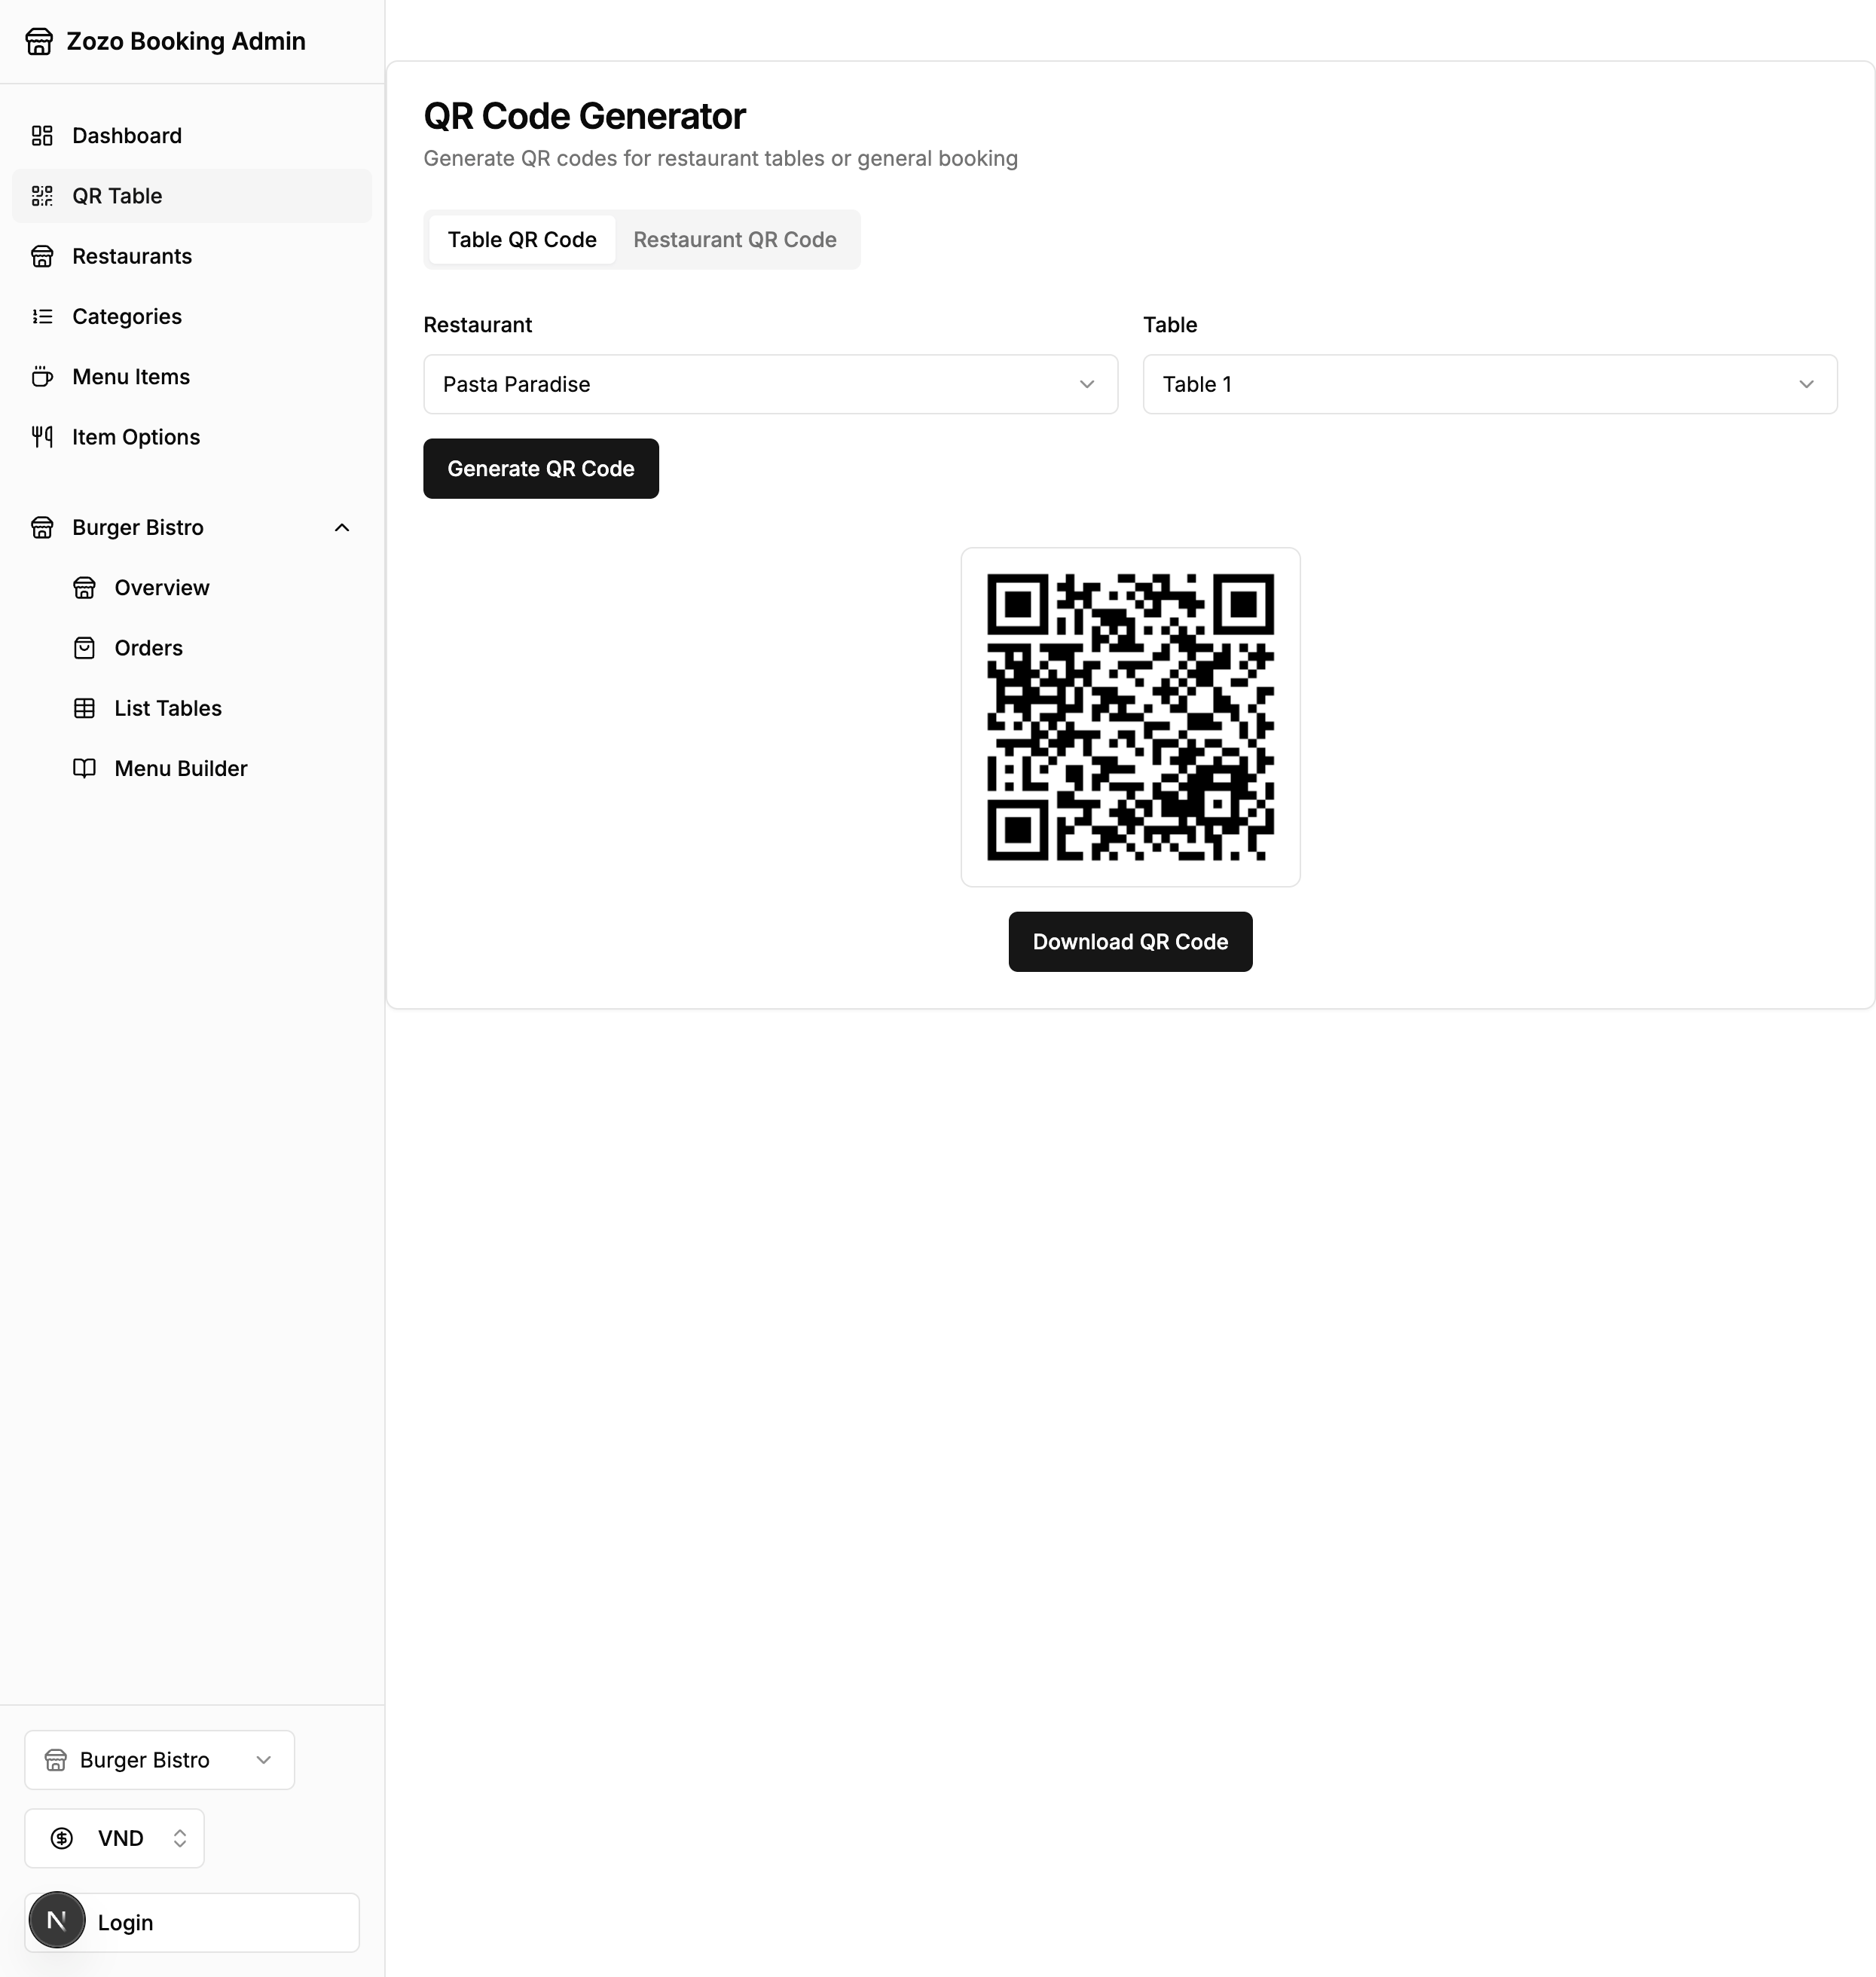 Zozo Booking Admin
Dashboard
QR Table
Restaurants
Categories
Menu Items
Item Options
Burger Bistro
Overview
Orders
List Tables
Menu Builder
Burger Bistro
VND
N
Login
QR Code Generator
Generate QR codes for restaurant tables or general booking
Table QR Code Restaurant QR Code
Restaurant Table
Pasta Paradise Table 1
Generate QR Code
Download QR Code